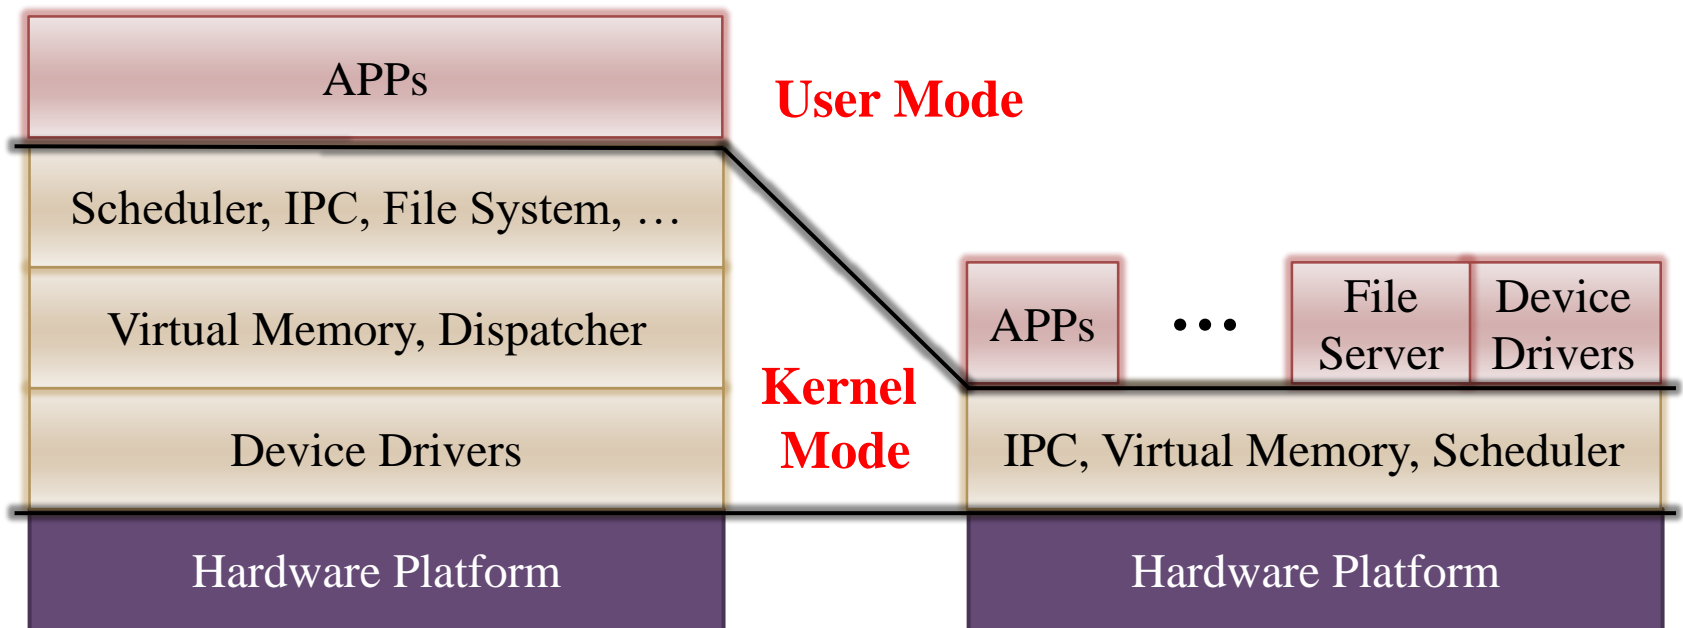 APPs
Scheduler, IPC, File System, …
Virtual Memory, Dispatcher
Device Drivers
Hardware Platform
User Mode
Kernel
Mode
APPs
…
File
Server
Device
Drivers
IPC, Virtual Memory, Scheduler
Hardware Platform